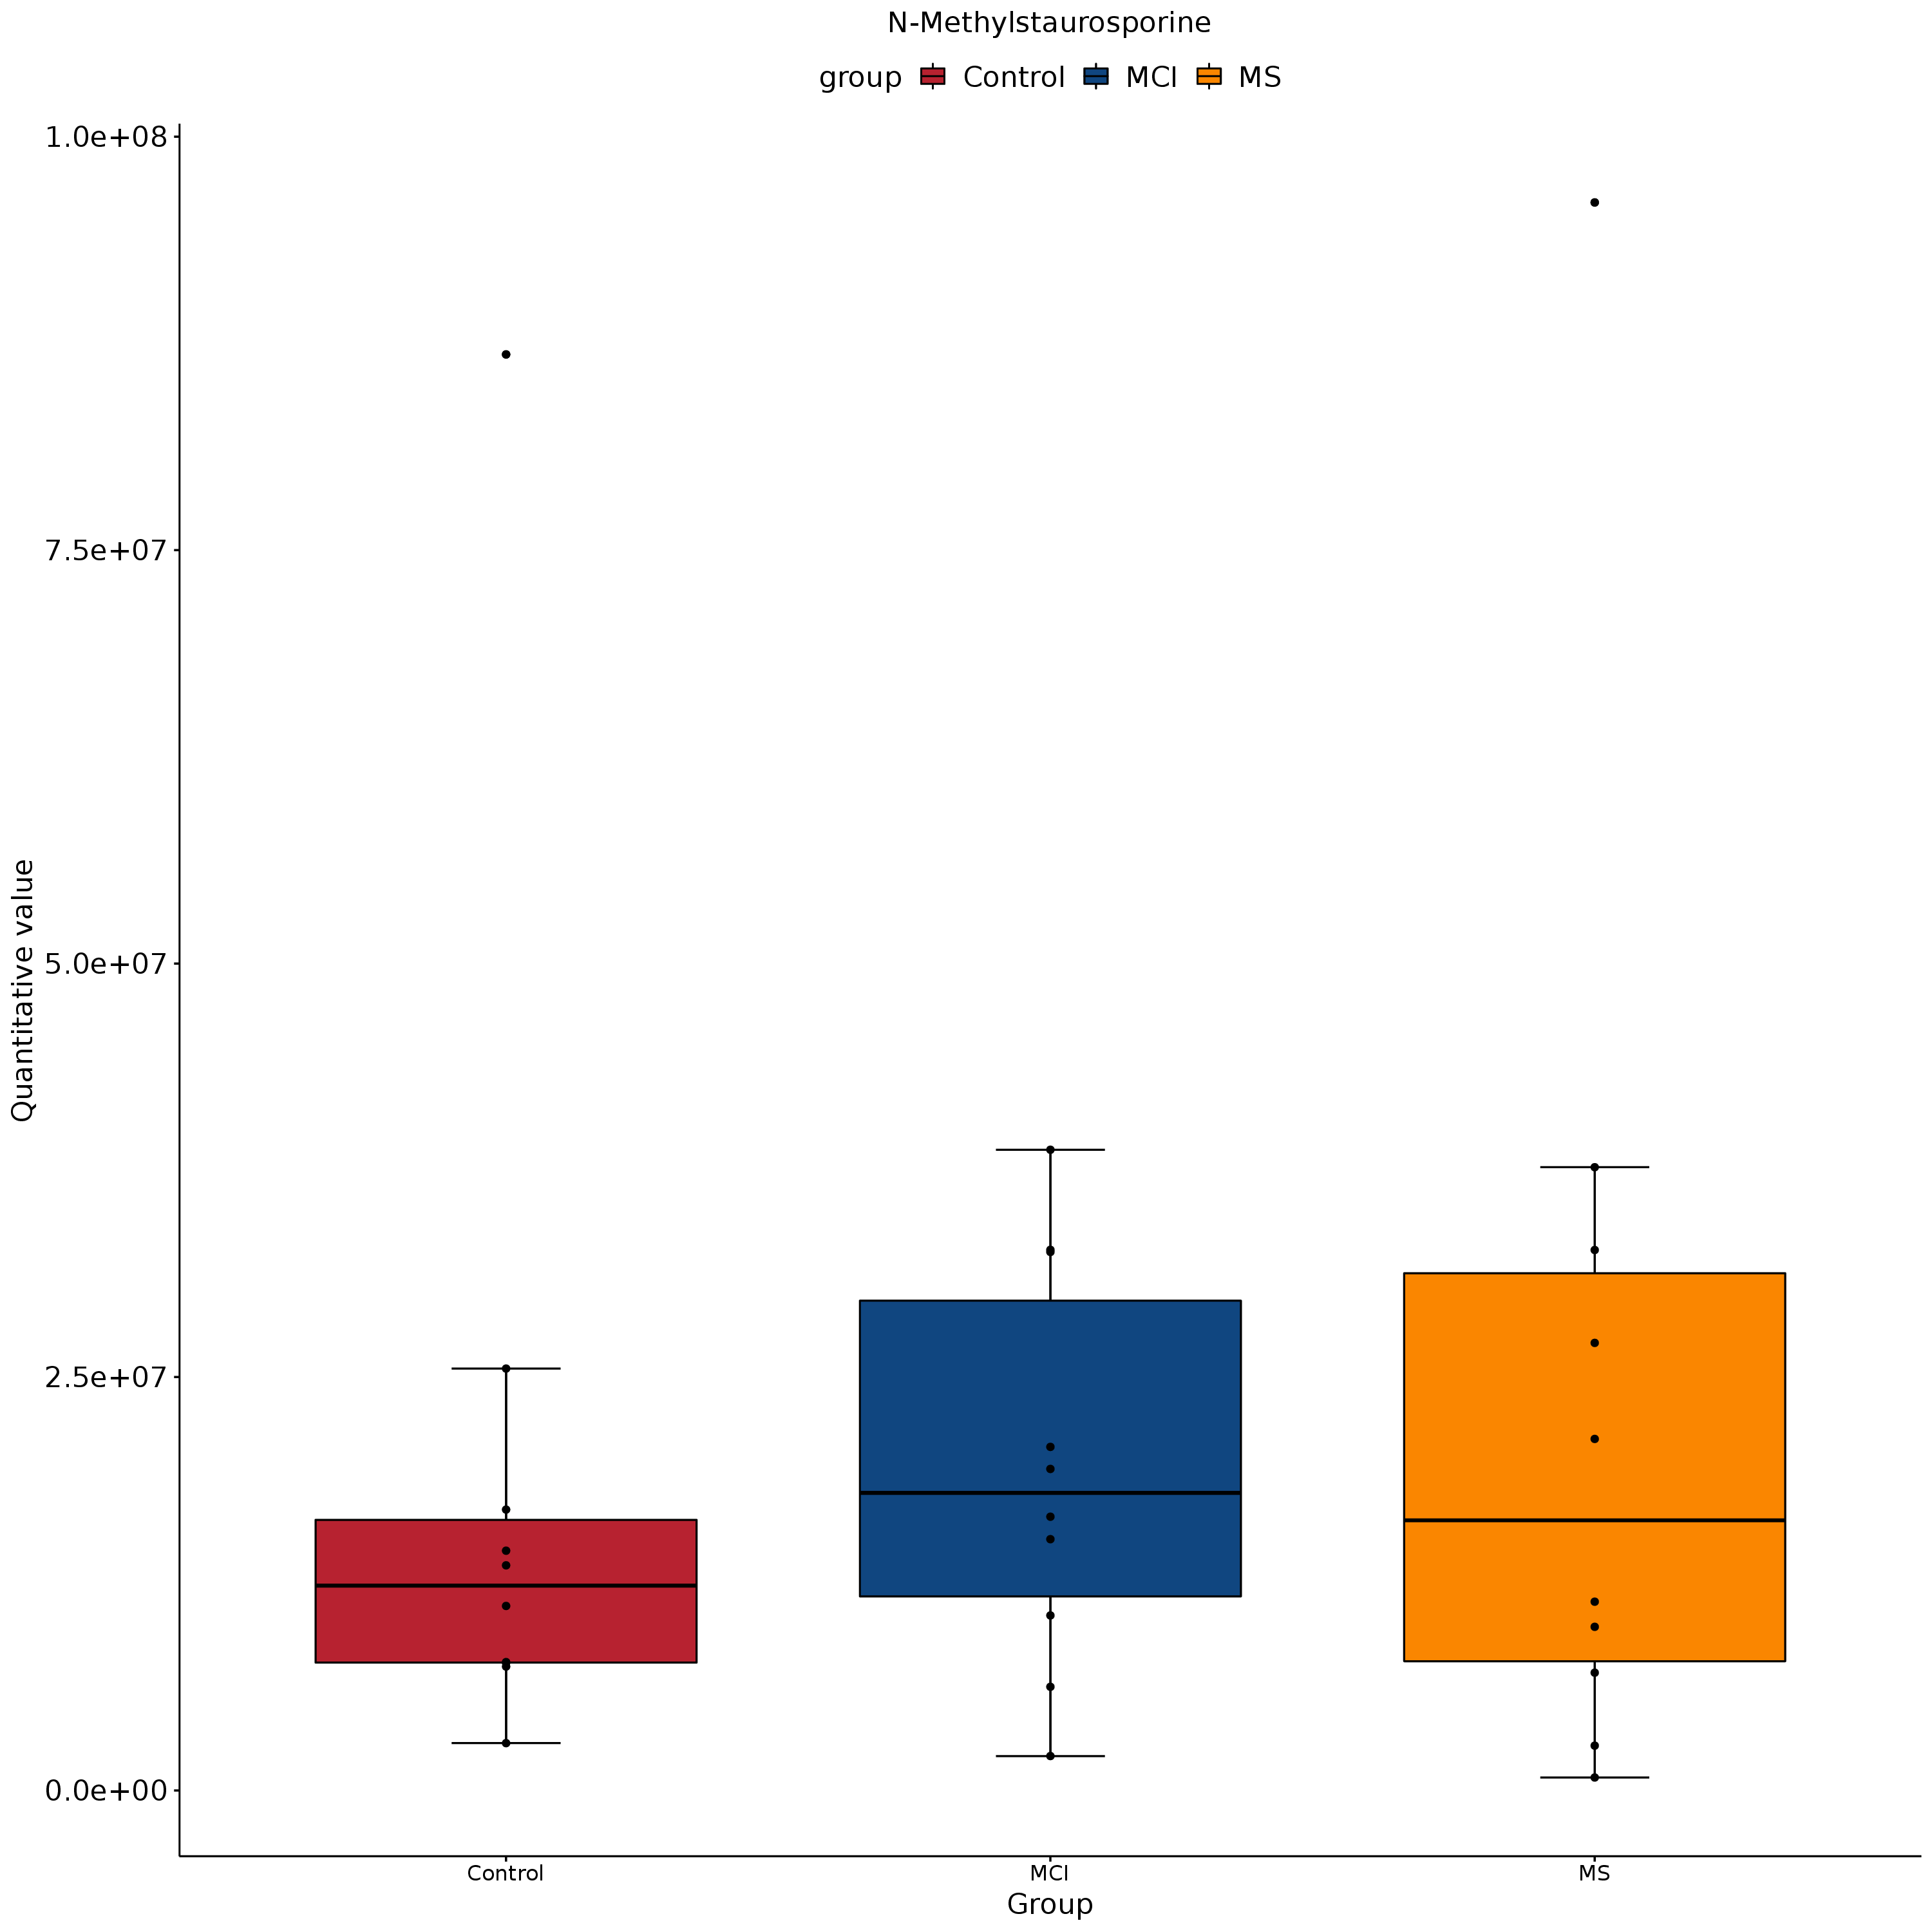 N-Methylstaurosporine
group Control MCI MS
1.0e+08
7.5e+07
5.0e+07
2.5e+07
0.0e+00
Quantitative value
Control MCI MS
Group